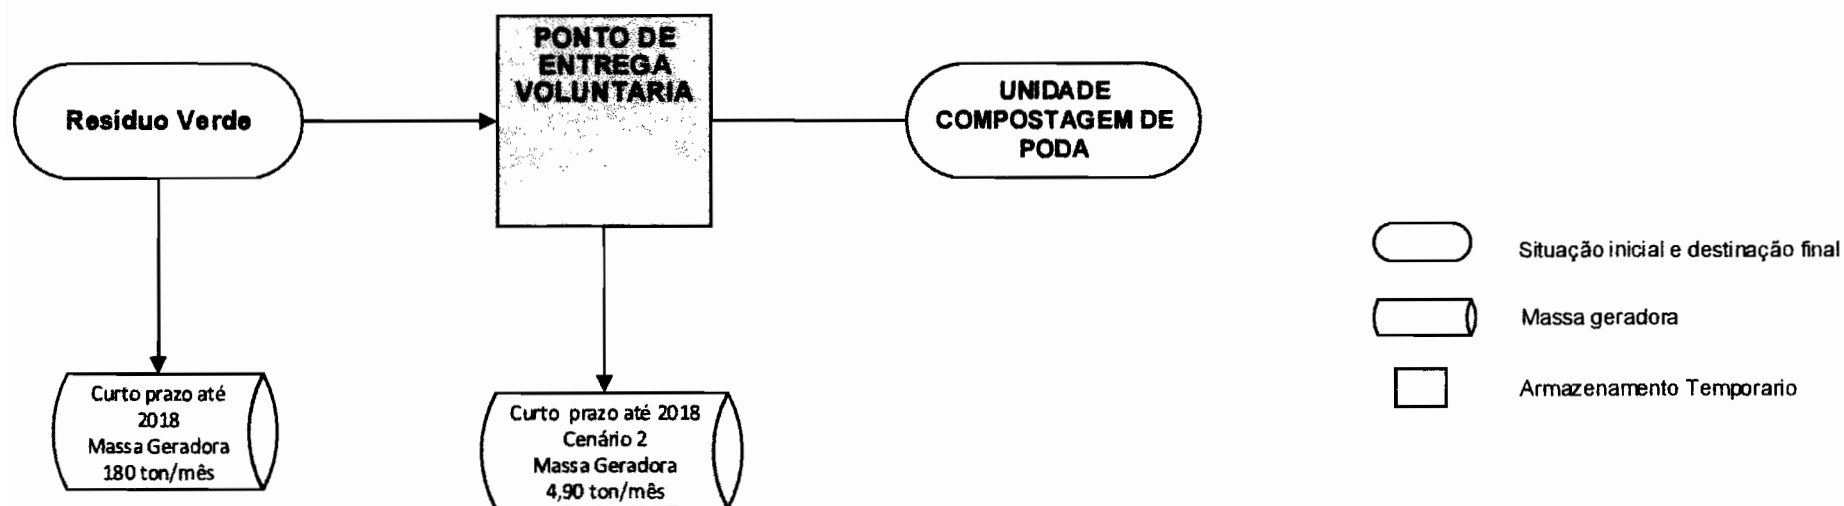 Resíduo Verde
PONTO DE
ENTREGA
VOLUNTARIA
UNIDADE
COMPOSTAGEM DE
PODA
Curto prazo até
2018
Massa Geradora
180 ton/mês
Curto prazo até 2018
Cenário 2
Massa Geradora
4,90 ton/mês
Situação inicial e destinação final
Massa geradora
Armazenamento Temporario